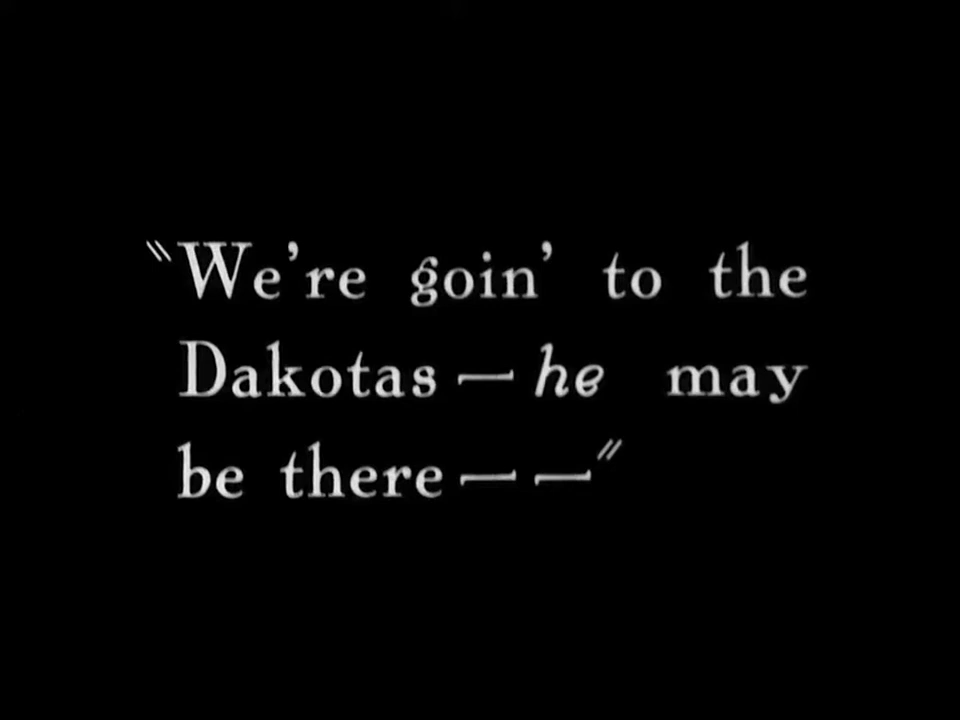 "We're goin' to the
Dakotas — he may
be there — —"